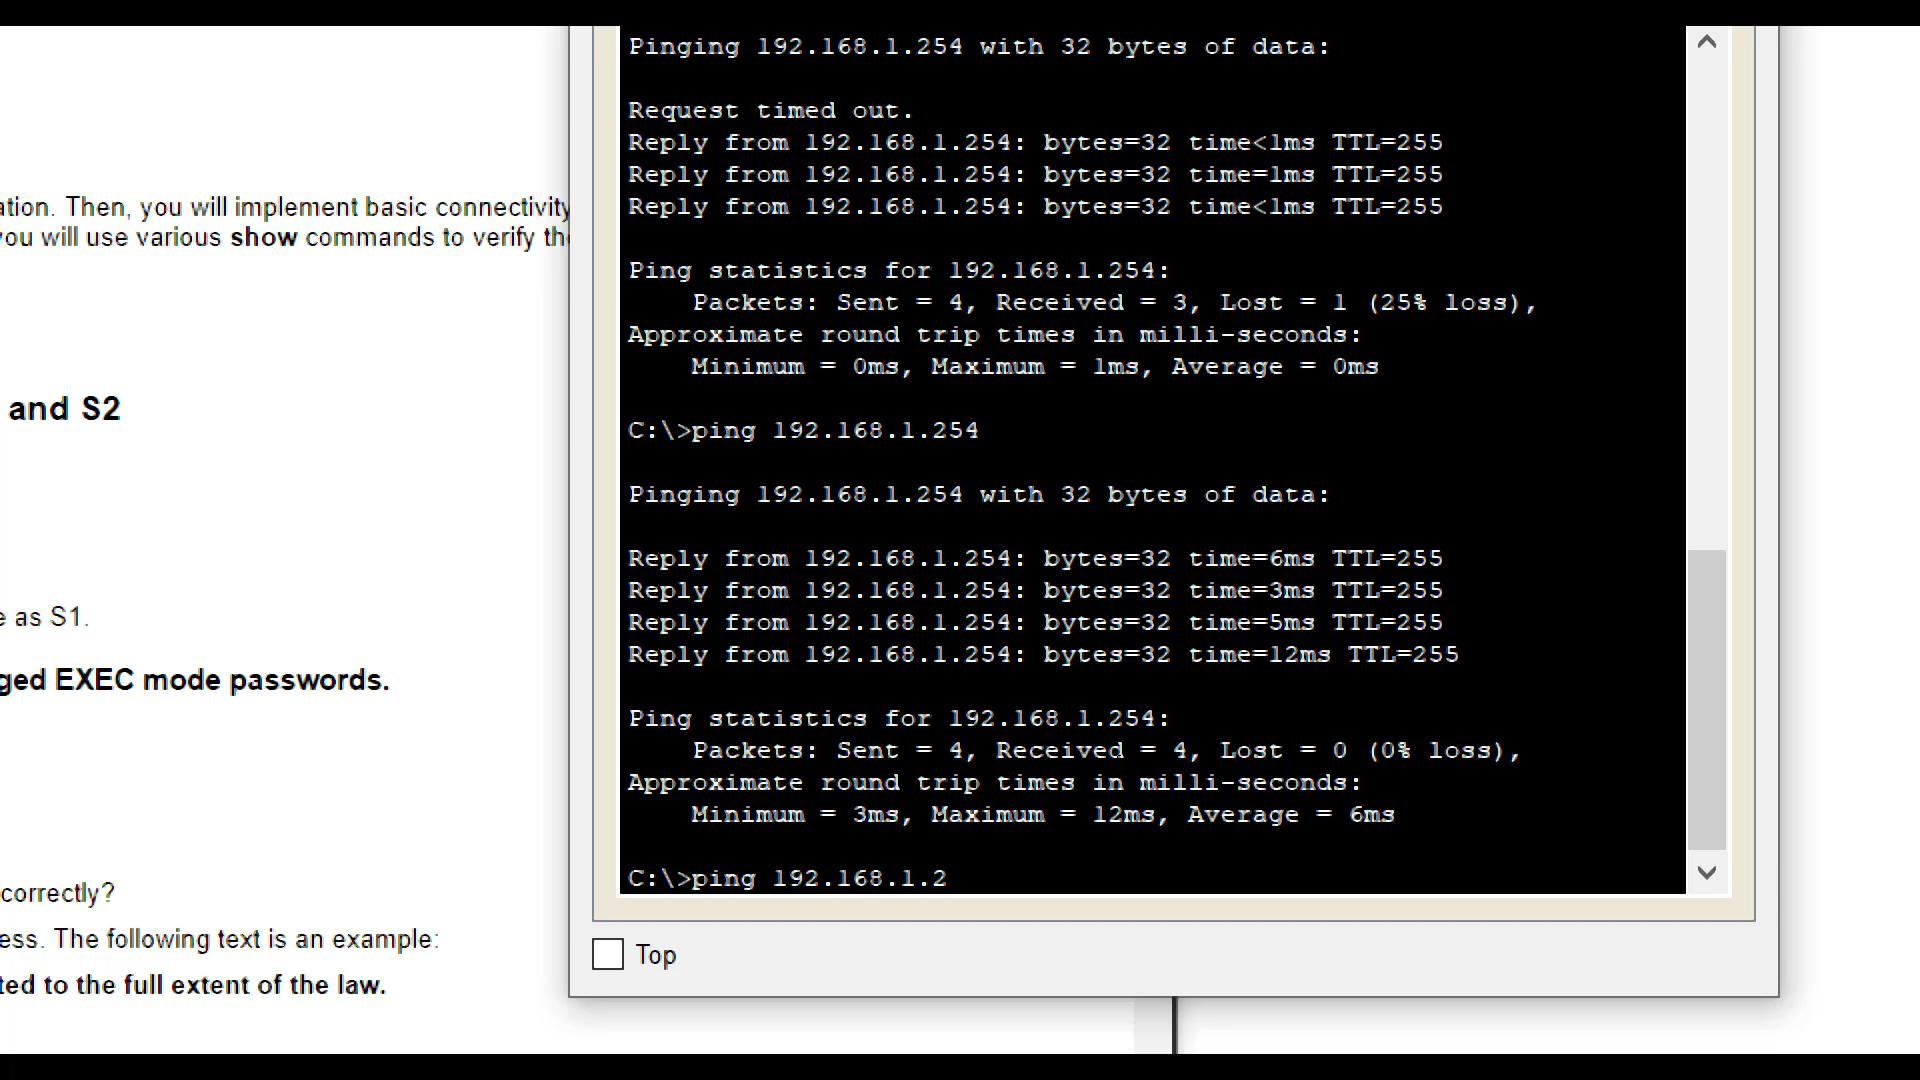 ation. Then, you will implement basic connectivity
you will use various show commands to verify the
and S2
e as S1.
ged EXEC mode passwords.
correctly?
ess. The following text is an example:
ted to the full extent of the law.
Pinging 192.168.1.254 with 32 bytes of data:
Request timed out.
Reply from 192.168.1.254: bytes=32 time<1ms TTL=255
Reply from 192.168.1.254: bytes=32 time=1ms TTL=255
Reply from 192.168.1.254: bytes=32 time<1ms TTL=255
Ping statistics for 192.168.1.254:
Packets: Sent = 4, Received = 3, Lost = 1 (25% loss),
Approximate round trip times in milli-seconds:
Minimum = 0ms, Maximum = 1ms, Average = 0ms
C:\>ping 192.168.1.254
Pinging 192.168.1.254 with 32 bytes of data:
Reply from 192.168.1.254: bytes=32 time=6ms TTL=255
Reply from 192.168.1.254: bytes=32 time=3ms TTL=255
Reply from 192.168.1.254: bytes=32 time=5ms TTL=255
Reply from 192.168.1.254: bytes=32 time=12ms TTL=255
Ping statistics for 192.168.1.254:
Packets: Sent = 4, Received = 4, Lost = 0 (0% loss),
Approximate round trip times in milli-seconds:
Minimum = 3ms, Maximum = 12ms, Average = 6ms
C:\>ping 192.168.1.2
Top